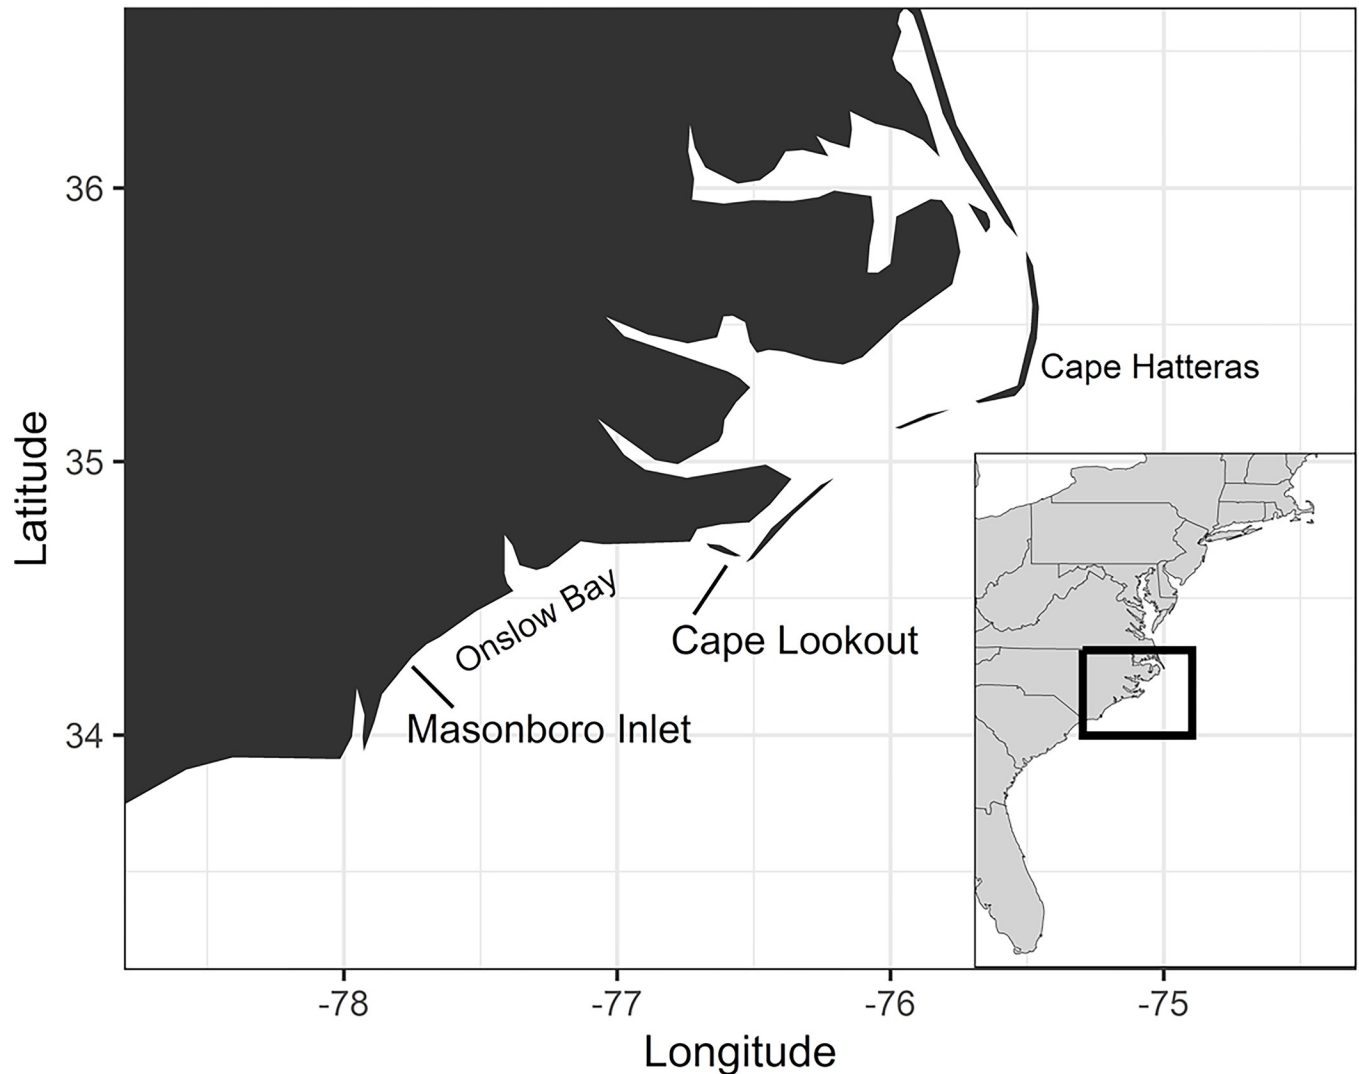 36
Cape Hatteras
35
Latitude
Onslow Bay
Cape Lookout
Masonboro Inlet
34
-78
-77
-76
-75
Longitude